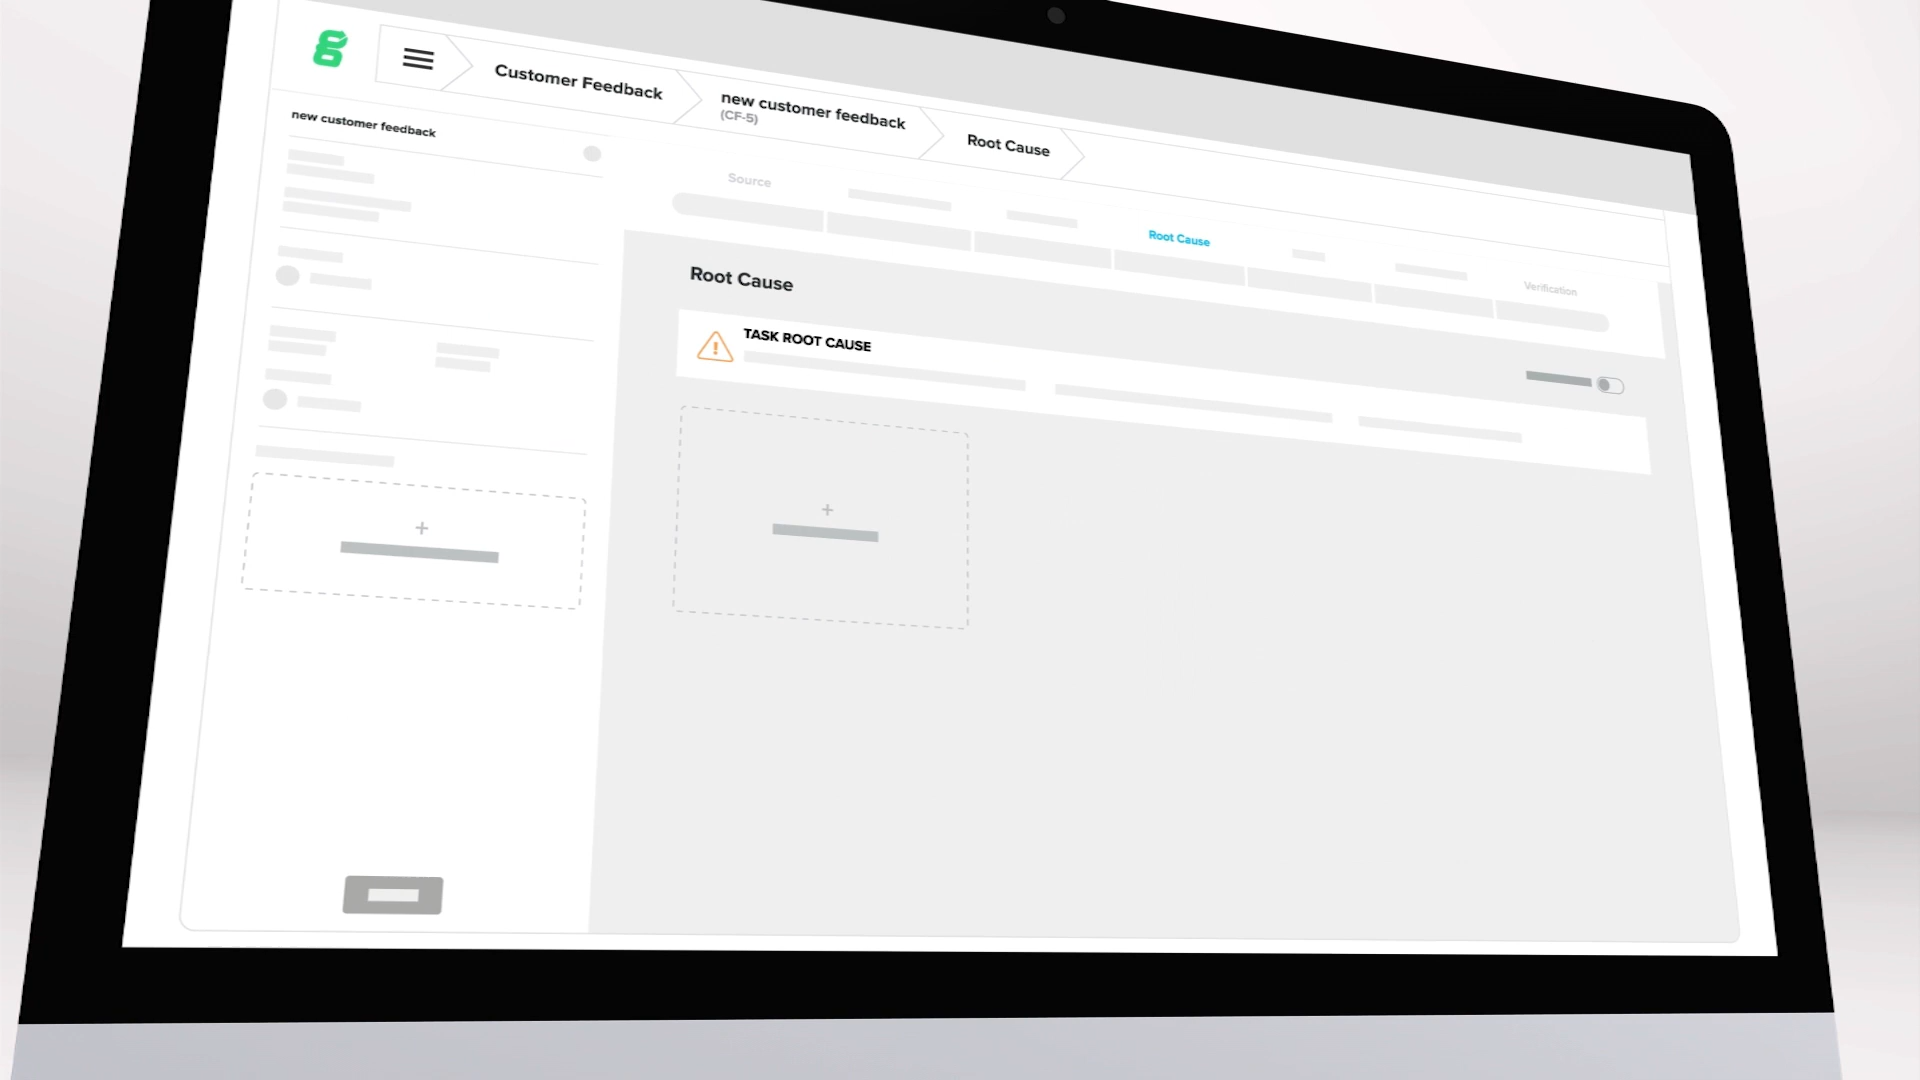 g
Customer Feedback
new customer feedback
(CF-5)
Root Cause
new customer feedback
Source
Root Cause
Verification
Root Cause
TASK ROOT CAUSE